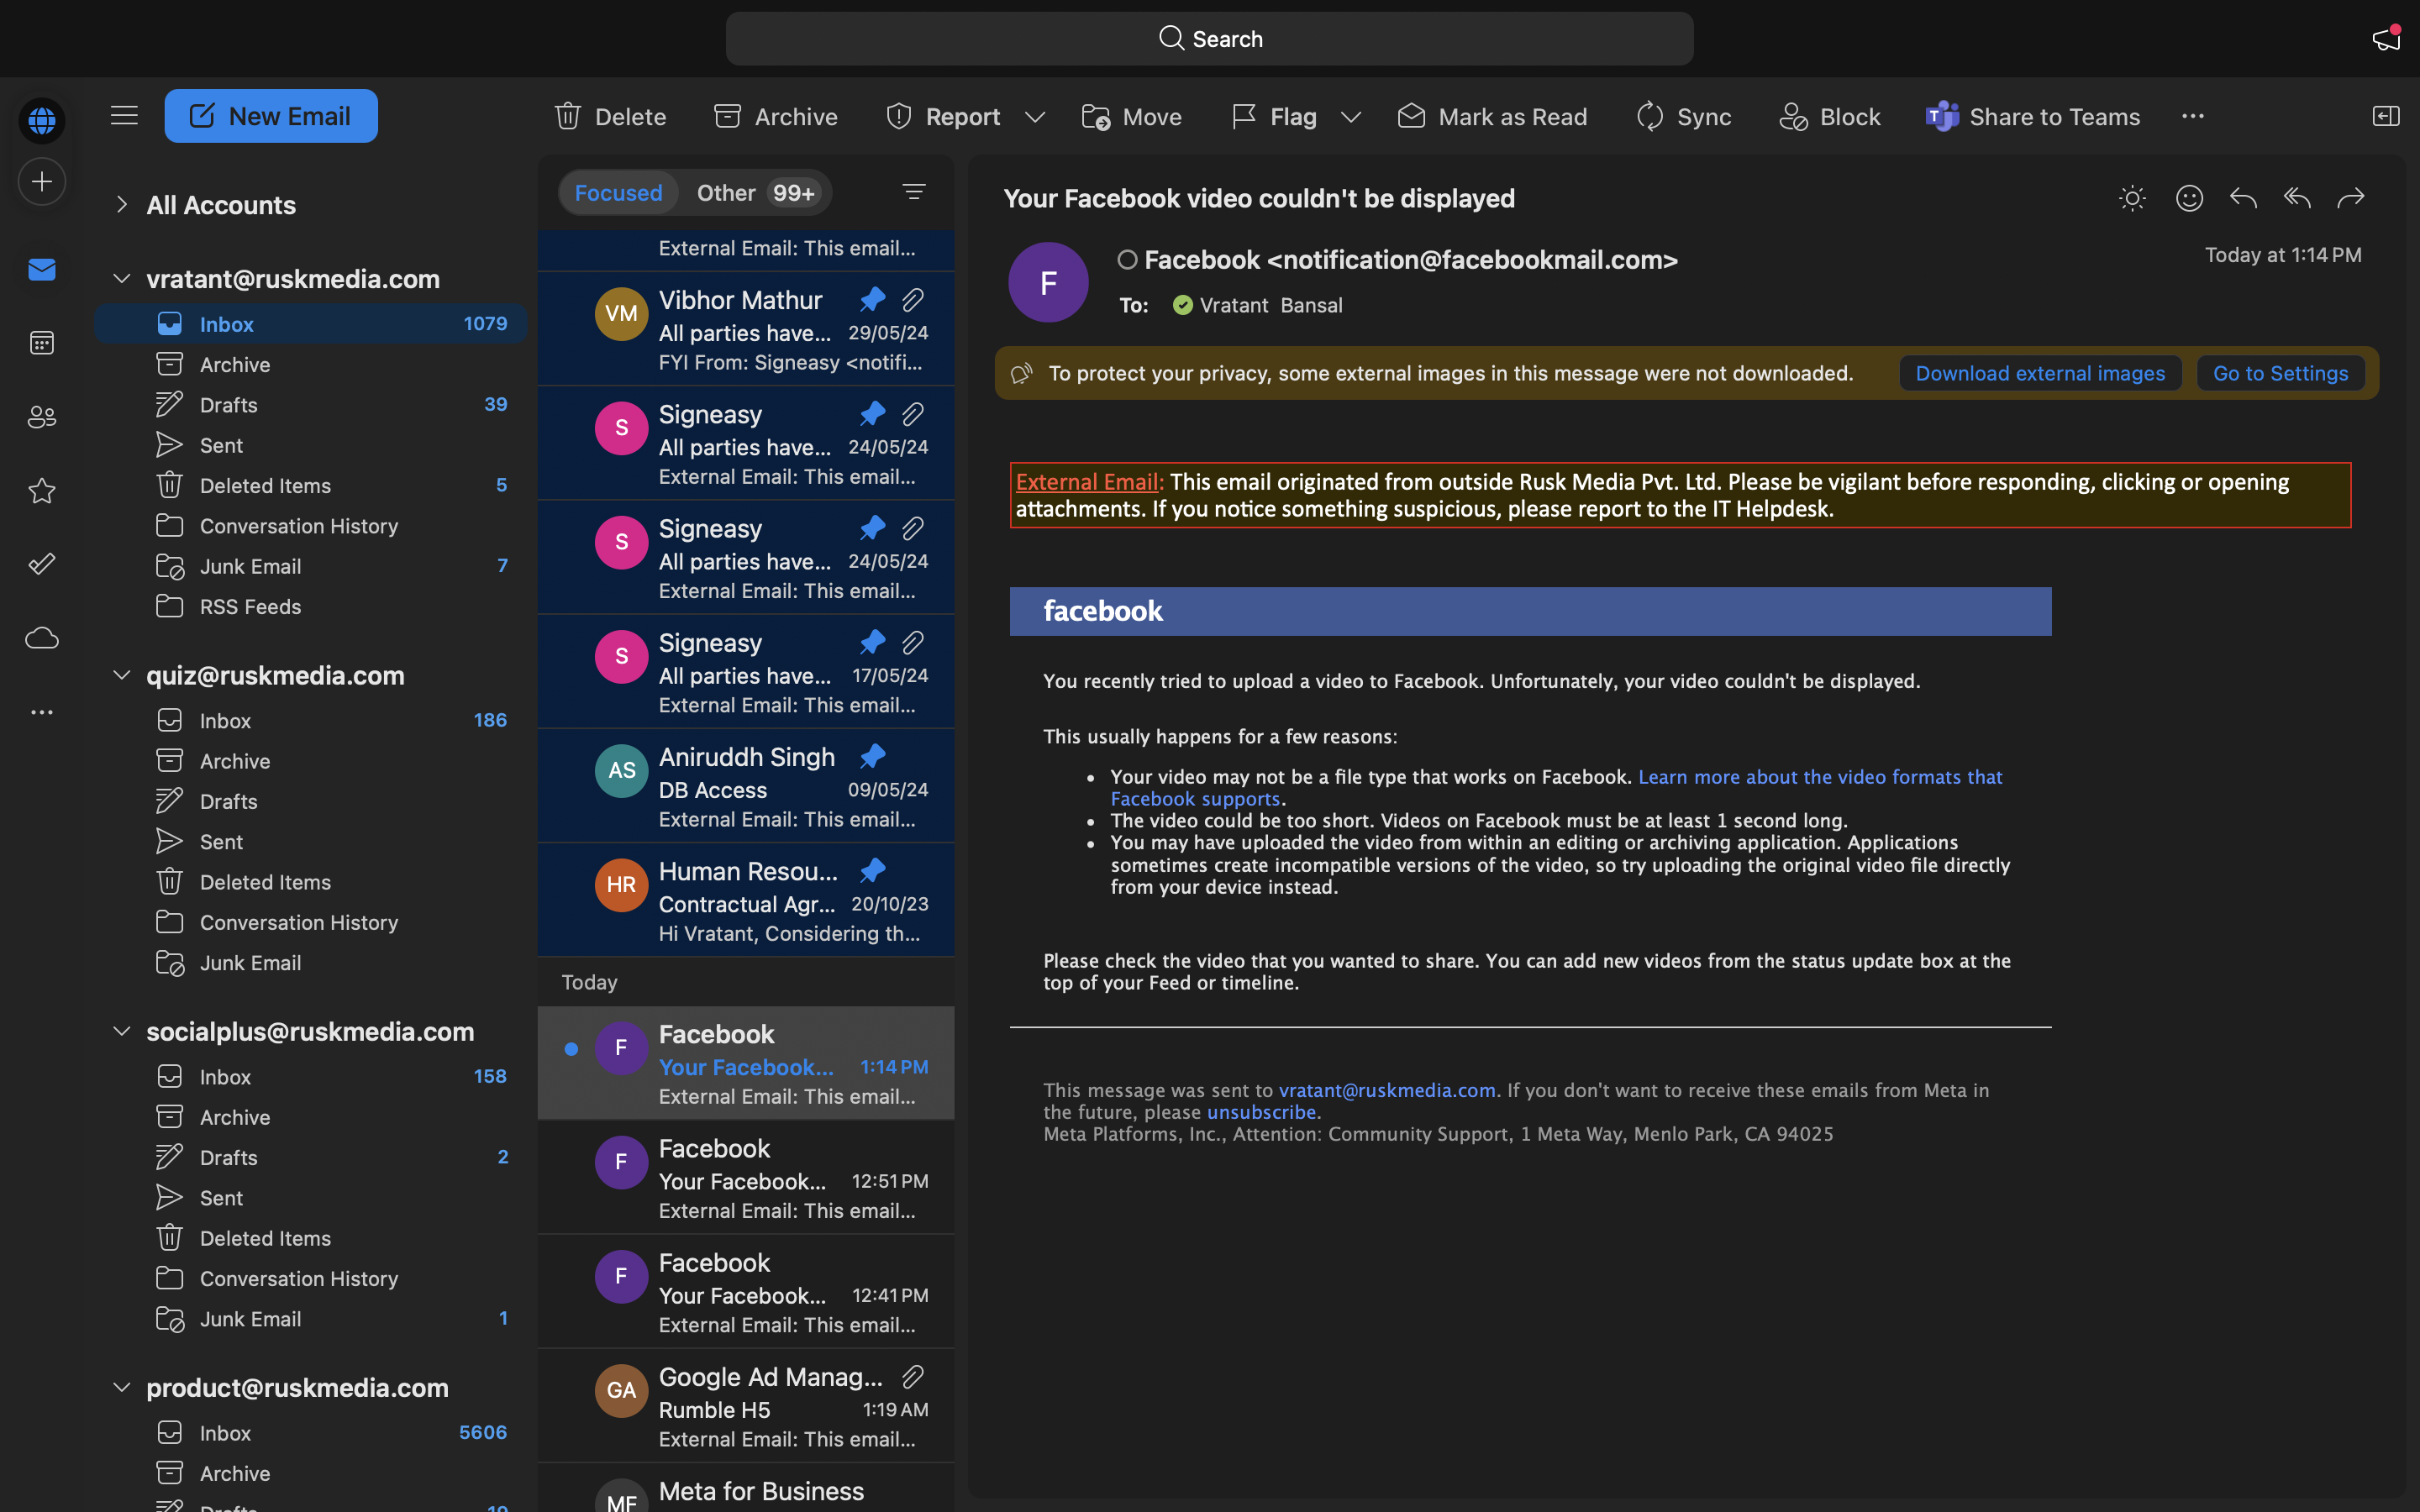 Search
New Email
Delete
Archive
Report
Move
Flag
Mark as Read
Sync
Block
Share to Teams
All Accounts
vratant@ruskmedia.com
Inbox 1079
Archive
Drafts 39
Sent
Deleted Items 5
Conversation History
Junk Email 7
RSS Feeds
quiz@ruskmedia.com
Inbox 186
Archive
Drafts
Sent
Deleted Items
Conversation History
Junk Email
socialplus@ruskmedia.com
Inbox 158
Archive
Drafts 2
Sent
Deleted Items
Conversation History
Junk Email 1
product@ruskmedia.com
Inbox 5606
Archive
Focused Other 99+
External Email: This email...
VM
Vibhor Mathur
All parties have... 29/05/24
FYI From: Signeasy <notifi...
S
Signeasy
All parties have... 24/05/24
External Email: This email...
S
Signeasy
All parties have... 24/05/24
External Email: This email...
S
Signeasy
All parties have... 17/05/24
External Email: This email...
AS
Aniruddh Singh
DB Access 09/05/24
External Email: This email...
HR
Human Resou...
Contractual Agr... 20/10/23
Hi Vratant, Considering th...
Today
F
Facebook
Your Facebook... 1:14 PM
External Email: This email...
F
Facebook
Your Facebook... 12:51 PM
External Email: This email...
F
Facebook
Your Facebook... 12:41 PM
External Email: This email...
GA
Google Ad Manag...
Rumble H5 1:19 AM
External Email: This email...
Meta for Business
Your Facebook video couldn't be displayed
F
Facebook <notification@facebookmail.com>
Today at 1:14 PM
To: Vratant Bansal
To protect your privacy, some external images in this message were not downloaded.
Download external images
Go to Settings
External Email: This email originated from outside Rusk Media Pvt. Ltd. Please be vigilant before responding, clicking or opening
attachments. If you notice something suspicious, please report to the IT Helpdesk.
facebook
You recently tried to upload a video to Facebook. Unfortunately, your video couldn't be displayed.
This usually happens for a few reasons:
• Your video may not be a file type that works on Facebook. Learn more about the video formats that
Facebook supports.
• The video could be too short. Videos on Facebook must be at least 1 second long.
• You may have uploaded the video from within an editing or archiving application. Applications
sometimes create incompatible versions of the video, so try uploading the original video file directly
from your device instead.
Please check the video that you wanted to share. You can add new videos from the status update box at the
top of your Feed or timeline.
This message was sent to vratant@ruskmedia.com. If you don't want to receive these emails from Meta in
the future, please unsubscribe.
Meta Platforms, Inc., Attention: Community Support, 1 Meta Way, Menlo Park, CA 94025